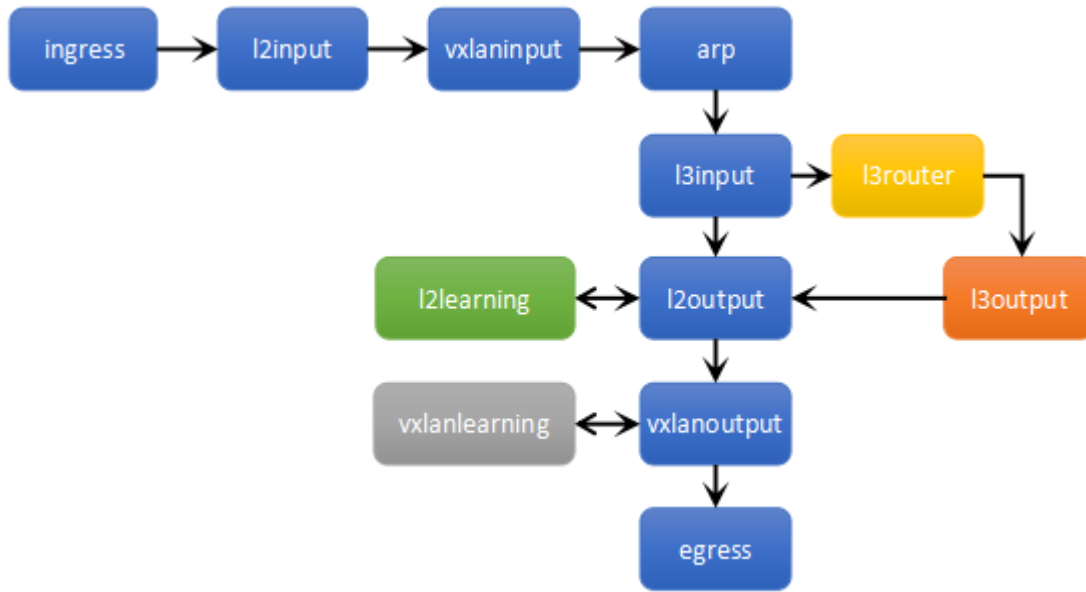 ingress
l2input
vxlaninput
arp
l3input
l3router
l2learning
l2output
l3output
vxlanlearning
vxlanoutput
egress